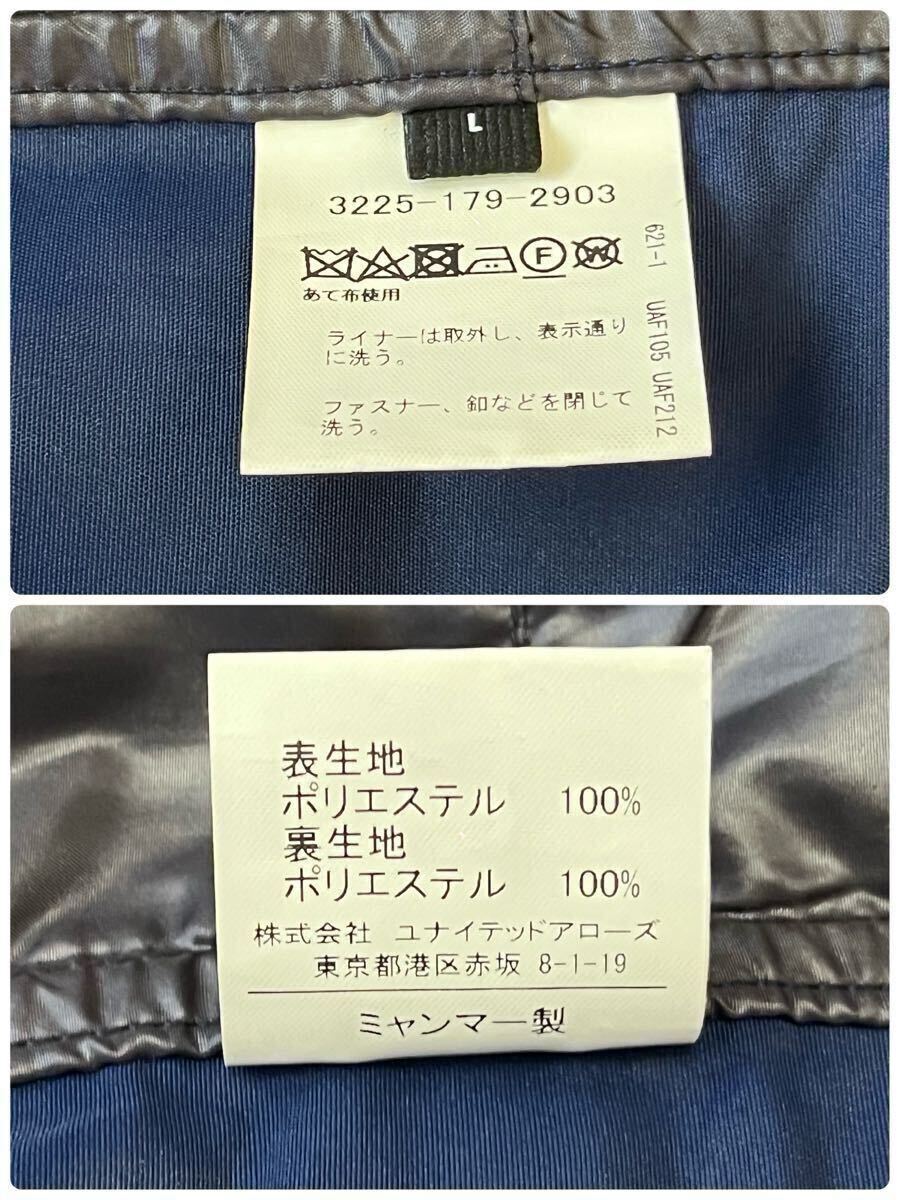 L
3225-179-2903
F W
あて布使用
ライナーは取外し、表示通り
に洗う。
ファスナー、釦などを閉じて
洗う。
621-1 UAF105 UAF212
表生地
ポリエステル 100%
裏生地
ポリエステル 100%
株式会社 ユナイテッドアローズ
東京都港区赤坂 8-1-19
ミャンマー製